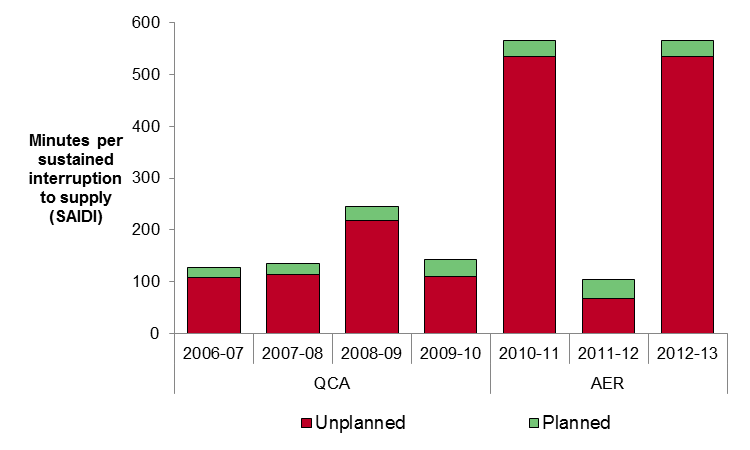 600
500
400
300
200
100
0
Minutes per
sustained
interruption
to supply
(SAIDI)
2006-07 2007-08 2008-09 2009-10 2010-11 2011-12 2012-13
QCA AER
Unplanned Planned